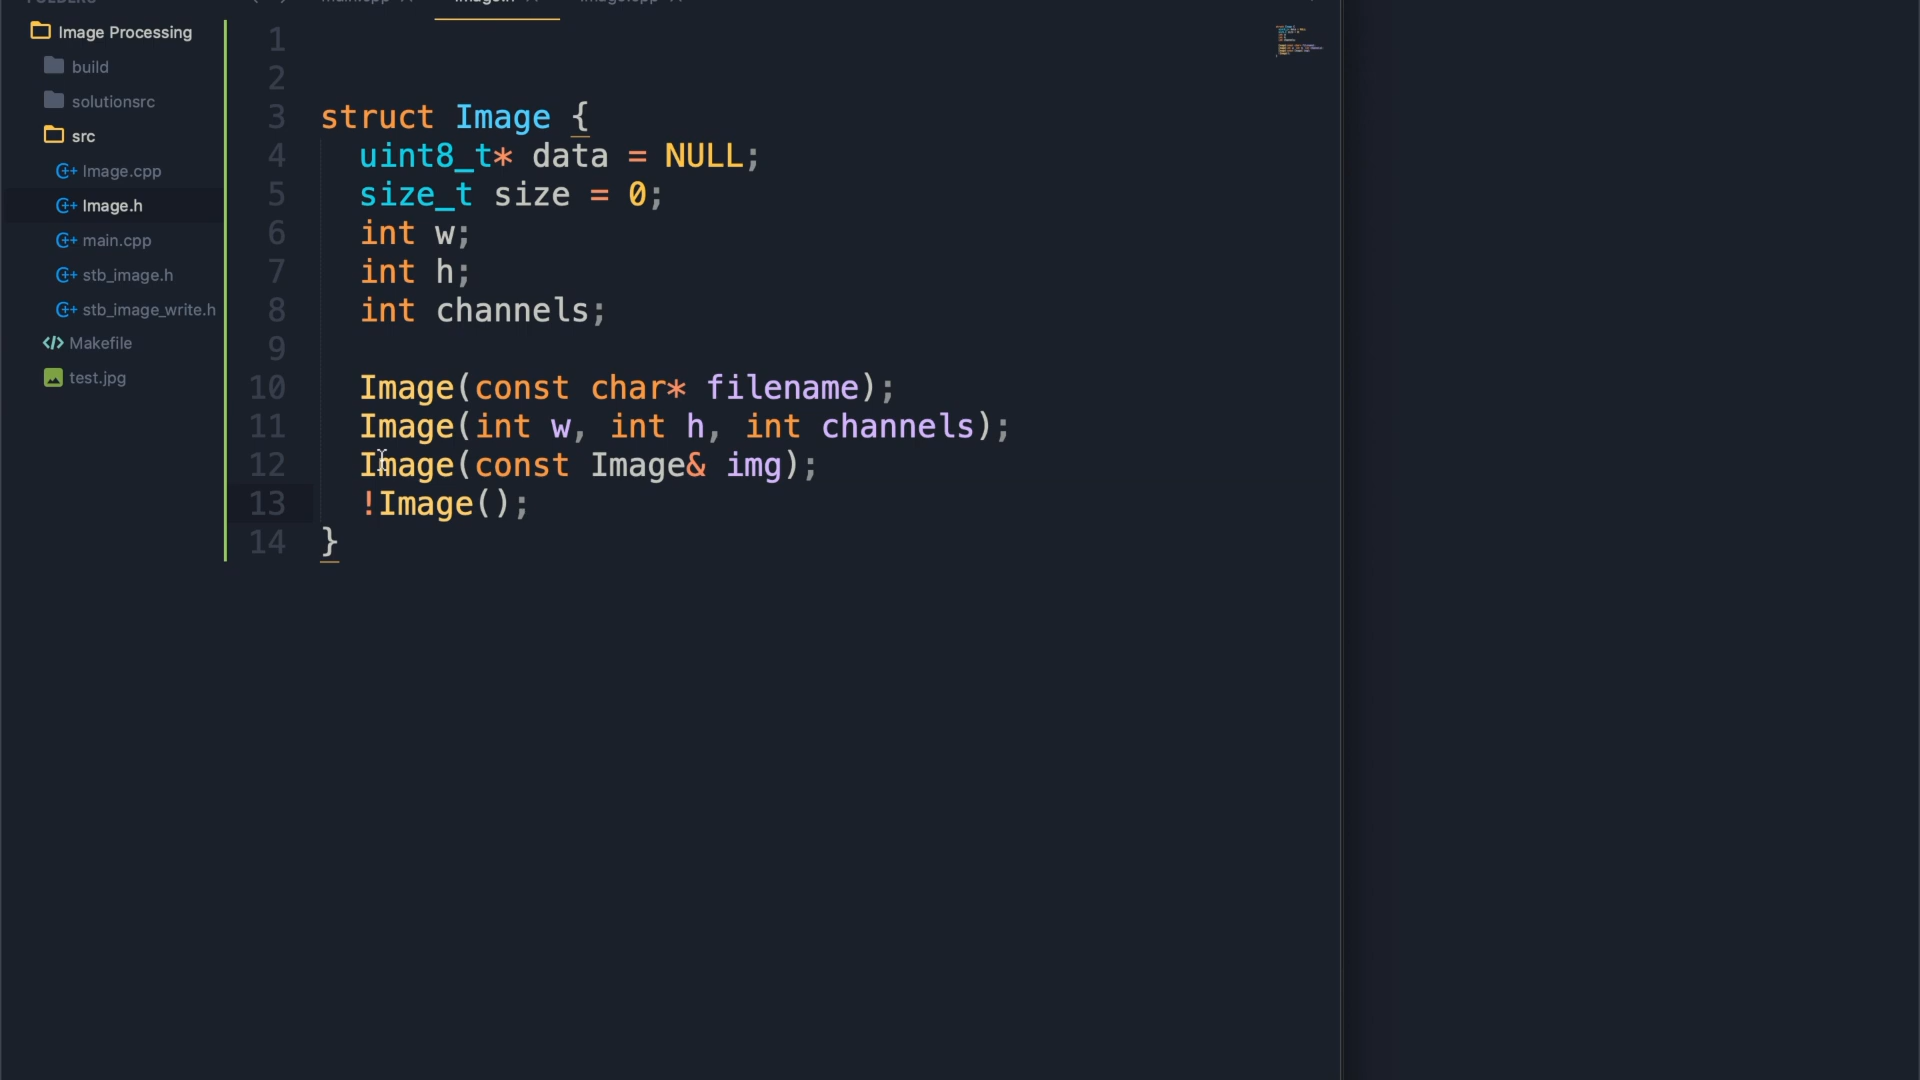 Image Processing
build
solutionsrc
src
Image.cpp
Image.h
main.cpp
stb_image.h
stb_image_write.h
Makefile
test.jpg
1
2
3 struct Image {
4 uint8_t* data = NULL;
5 size_t size = 0;
6 int w;
7 int h;
8 int channels;
9
10 Image(const char* filename);
11 Image(int w, int h, int channels);
12 Image(const Image& img);
13 !Image();
14 }